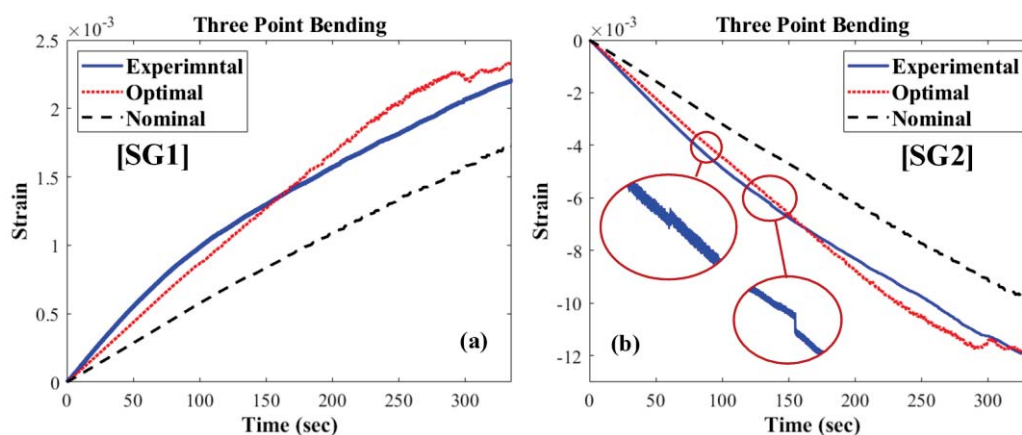 Three Point Bending
×10⁻³
2.5
2
1.5
1
0.5
0
Strain
Experimntal
Optimal
Nominal
[SG1]
(a)
0 50 100 150 200 250 300
Time (sec)
Three Point Bending
×10⁻³
0
-2
-4
-6
-8
-10
-12
Strain
Experimental
Optimal
Nominal
[SG2]
(b)
0 50 100 150 200 250 300
Time (sec)